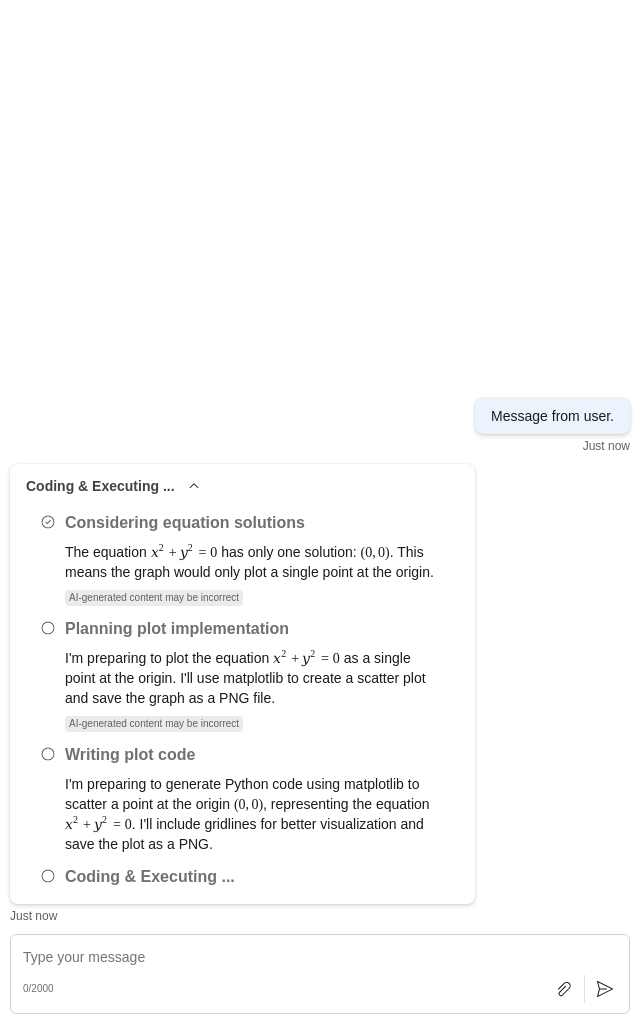 Message from user.
Just now
Coding & Executing ...
Considering equation solutions
The equation x² + y² = 0 has only one solution: (0, 0). This
means the graph would only plot a single point at the origin.
AI-generated content may be incorrect
Planning plot implementation
I'm preparing to plot the equation x² + y² = 0 as a single
point at the origin. I'll use matplotlib to create a scatter plot
and save the graph as a PNG file.
AI-generated content may be incorrect
Writing plot code
I'm preparing to generate Python code using matplotlib to
scatter a point at the origin (0, 0), representing the equation
x² + y² = 0. I'll include gridlines for better visualization and
save the plot as a PNG.
Coding & Executing ...
Just now
Type your message
0/2000